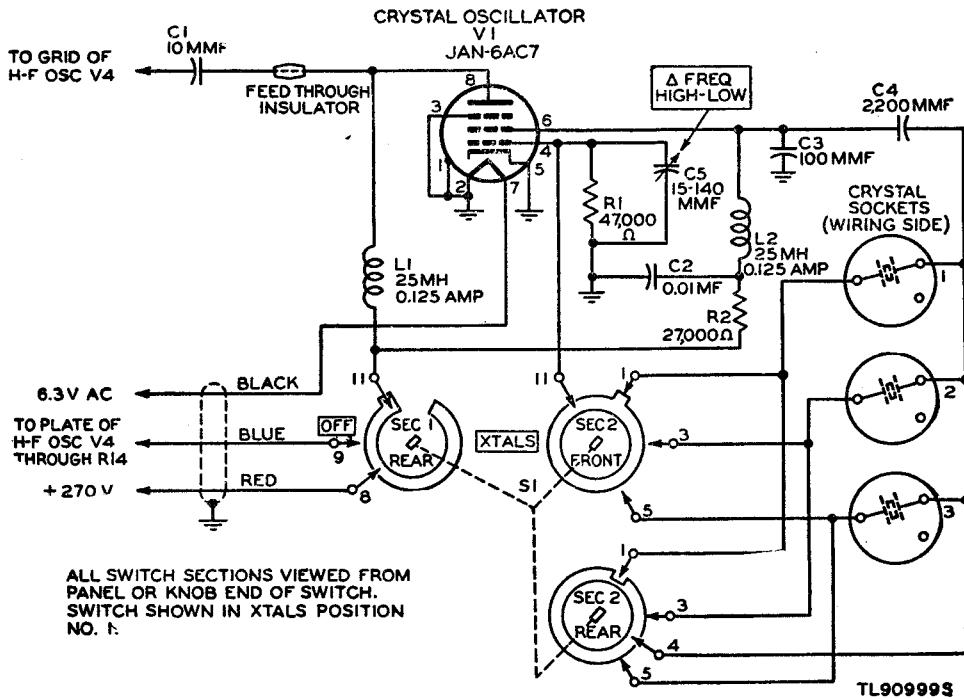 CRYSTAL OSCILLATOR
V1
JAN-6AC7
C1
10 MMF
TO GRID OF
H-F OSC V4
FEED THROUGH
INSULATOR
8
3
6
4
1
2
7
5
Δ FREQ
HIGH-LOW
C4
2,200 MMF
C3
100 MMF
C5
15-140
MMF
R1
47,000
Ω
CRYSTAL
SOCKETS
(WIRING SIDE)
L2
25 MH
0.125 AMP
L1
25 MH
0.125 AMP
C2
0.01 MF
R2
27,000Ω
1
2
3
6.3V AC
BLACK
TO PLATE OF
H-F OSC V4
THROUGH R14
BLUE
OFF
9
+270 V
RED
8
11
SEC 1
REAR
XTALS
11
1
SEC 2
FRONT
3
5
S1
1
SEC 2
REAR
3
4
5
ALL SWITCH SECTIONS VIEWED FROM
PANEL OR KNOB END OF SWITCH.
SWITCH SHOWN IN XTALS POSITION
NO. 1.
TL90999S